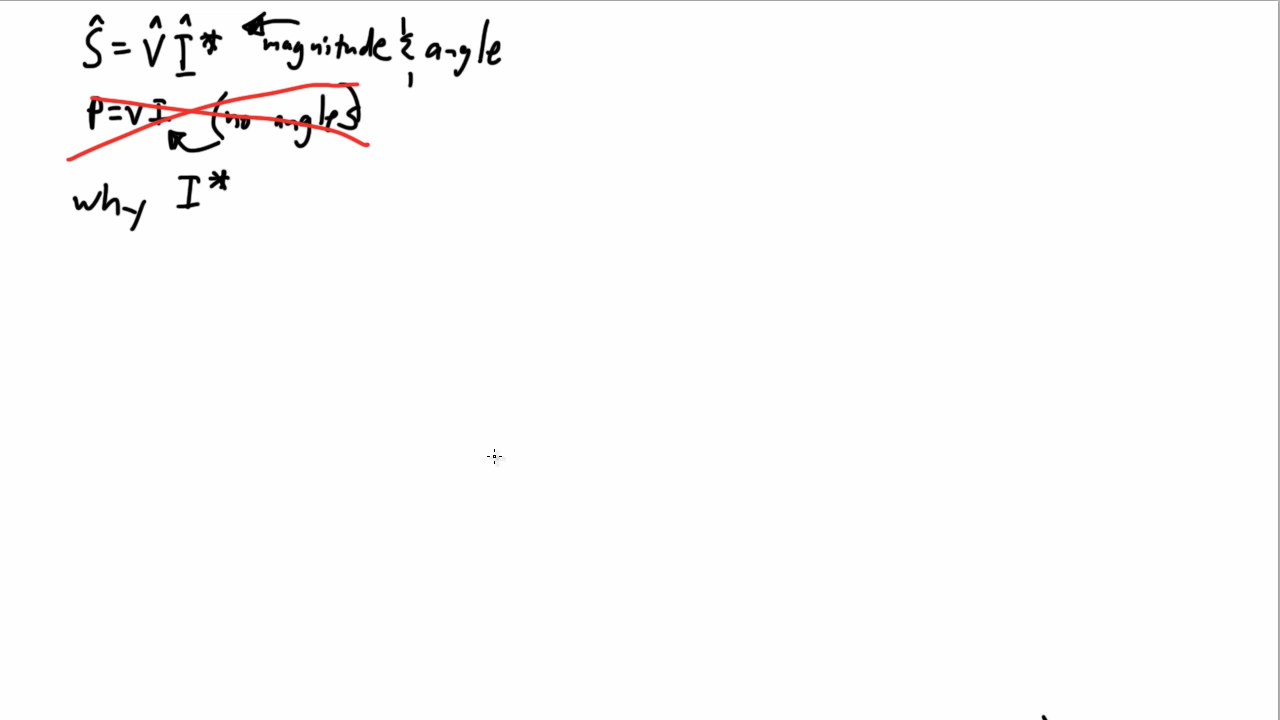 Ŝ = V̂ Î* magnitude & angle
P=VI (no angles)
why I*